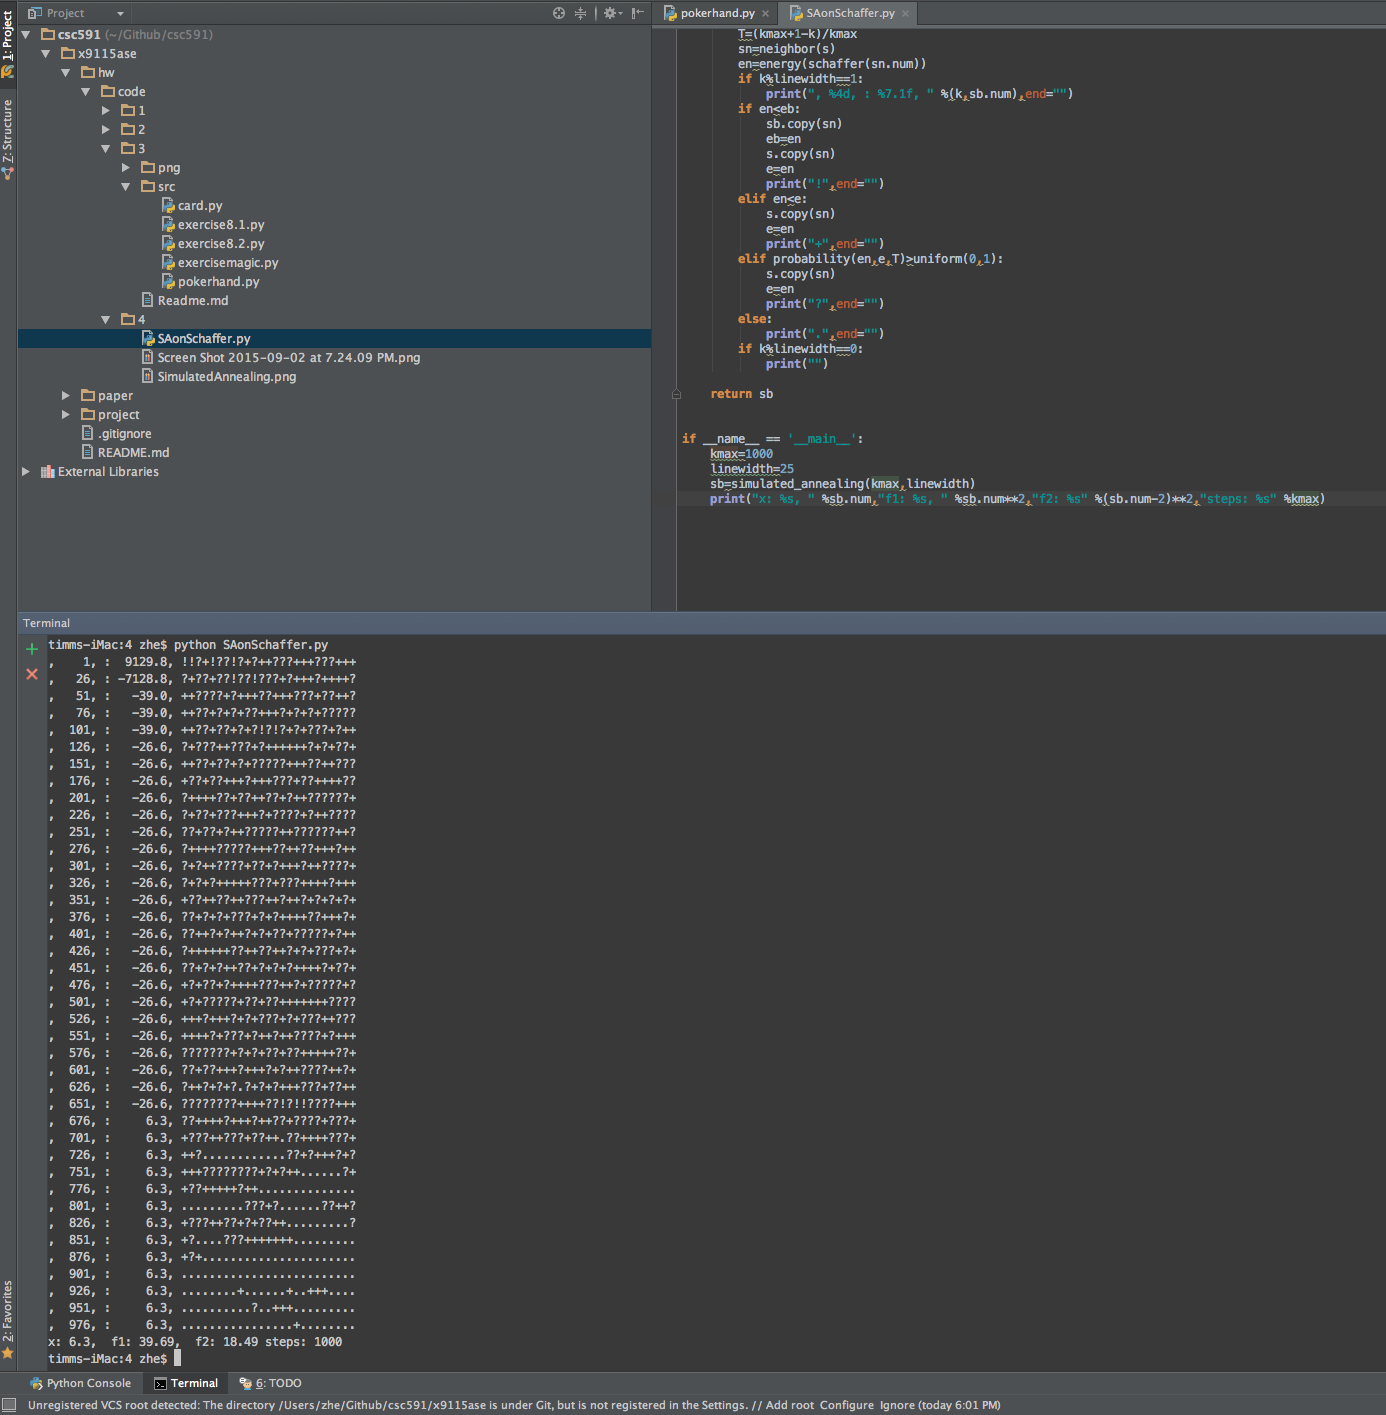 Project
pokerhand.py
SAonSchaffer.py
1: Project
Z: Structure
2: Favorites
csc591 (~/Github/csc591)
x9115ase
hw
code
1
2
3
png
src
card.py
exercise8.1.py
exercise8.2.py
exercisemagic.py
pokerhand.py
Readme.md
4
SAonSchaffer.py
Screen Shot 2015-09-02 at 7.24.09 PM.png
SimulatedAnnealing.png
paper
project
.gitignore
README.md
External Libraries
T=(kmax+1-k)/kmax
sn=neighbor(s)
en=energy(schaffer(sn.num))
if k%linewidth==1:
print(", %4d, : %7.1f, " %(k,sb.num),end="")
if en<eb:
sb.copy(sn)
eb=en
s.copy(sn)
e=en
print("!",end="")
elif en<e:
s.copy(sn)
e=en
print("+",end="")
elif probability(en,e,T)>uniform(0,1):
s.copy(sn)
e=en
print("?",end="")
else:
print(".",end="")
if k%linewidth==0:
print("")
return sb
if __name__ == '__main__':
kmax=1000
linewidth=25
sb=simulated_annealing(kmax,linewidth)
print("x: %s, " %sb.num,"f1: %s, " %sb.num**2,"f2: %s" %(sb.num-2)**2,"steps: %s" %kmax)
Terminal
timms-iMac:4 zhe$ python SAonSchaffer.py
, 1, : 9129.8, !!?+!??!?+?++???+++???+++
, 26, : -7128.8, ?+??+??!??!???+?+++?++++?
, 51, : -39.0, ++????+?+++??+++???+??++?
, 76, : -39.0, ++??+?+?+??+++?+?+?+?????
, 101, : -39.0, ++??+??+?+?!?!?+?+???+?++
, 126, : -26.6, ?+???++???+?++++++?+?+??+
, 151, : -26.6, ++??+??+?+?????+++??++???
, 176, : -26.6, +??+??+++?+++???+??++++??
, 201, : -26.6, ?++++??+??++??+?++??????+
, 226, : -26.6, ?+??+???+++?+????+?++????
, 251, : -26.6, ??+??+?++?????++??????++?
, 276, : -26.6, ?++++?????+++??++??+++?++
, 301, : -26.6, ?+?++????+??+?+++?++????+
, 326, : -26.6, ?+?+?+++++???+???++++?+++
, 351, : -26.6, +??++??++???++?++?+?+?+?+
, 376, : -26.6, ??+?+?+???+?+?++++??+++?+
, 401, : -26.6, ??++?+?++?+?+??+?????+?++
, 426, : -26.6, ?++++++??++??++?+?+???+?+
, 451, : -26.6, ??+?+?++??+?+?+++++?+??+
, 476, : -26.6, +?+??+?++++???++?+?????+?
, 501, : -26.6, +?+?????+??+??+++++++????
, 526, : -26.6, +++?+++?++???+?+???++???
, 551, : -26.6, ++++?+???+?++?++????+?+++
, 576, : -26.6, ???????+?+?+??+??+++++??+
, 601, : -26.6, ??+??+++???+++?+?++????++?+
, 626, : -26.6, ?++?+?+?.?+?+?+++???+??++
, 651, : -26.6, ????????++++??!?!!????+++
, 676, : 6.3, ??++++?+++?++?+??++????+???+
, 701, : 6.3, +???++???+??++.??++++???+
, 726, : 6.3, ++?............??+?+++?+?
, 751, : 6.3, +++????????+?+?++......?+
, 776, : 6.3, +??+++++?++..............
, 801, : 6.3, .........???+?......??++?
, 826, : 6.3, +???++??+?+??++.........?
, 851, : 6.3, +?....???+++++++.........
, 876, : 6.3, +?+......................
, 901, : 6.3, .........................
, 926, : 6.3, ........+......+..+++....
, 951, : 6.3, ..........?..+++.........
, 976, : 6.3, ................+........
x: 6.3, f1: 39.69, f2: 18.49 steps: 1000
timms-iMac:4 zhe$
Python Console
Terminal
6: TODO
Unregistered VCS root detected: The directory /Users/zhe/Github/csc591/x9115ase is under Git, but is not registered in the Settings. // Add root Configure Ignore (today 6:01 PM)